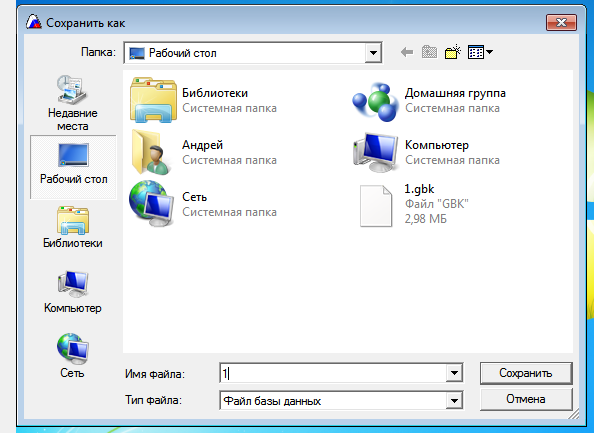 Сохранить как
Папка:
Рабочий стол
Недавние
места
Рабочий стол
Библиотеки
Компьютер
Сеть
Библиотеки
Системная папка
Домашняя группа
Системная папка
Андрей
Системная папка
Компьютер
Системная папка
Сеть
Системная папка
1.gbk
Файл "GBK"
2,98 МБ
Имя файла:
1
Сохранить
Тип файла:
Файл базы данных
Отмена